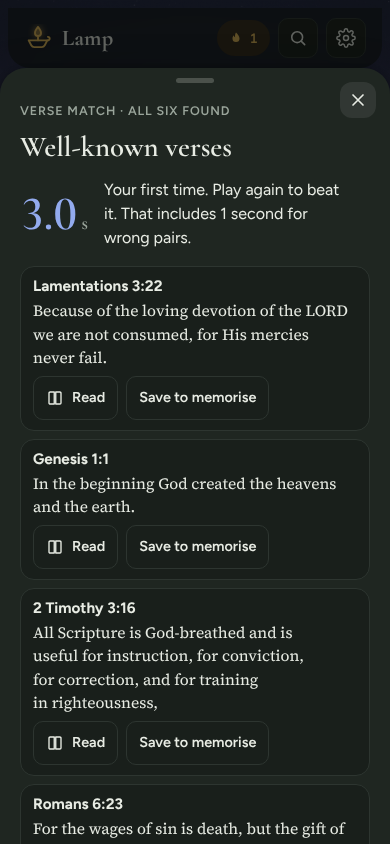 Lamp
1
VERSE MATCH · ALL SIX FOUND
Well-known verses
3.0 s
Your first time. Play again to beat
it. That includes 1 second for
wrong pairs.
Lamentations 3:22
Because of the loving devotion of the LORD
we are not consumed, for His mercies
never fail.
Read
Save to memorise
Genesis 1:1
In the beginning God created the heavens
and the earth.
Read
Save to memorise
2 Timothy 3:16
All Scripture is God-breathed and is
useful for instruction, for conviction,
for correction, and for training
in righteousness,
Read
Save to memorise
Romans 6:23
For the wages of sin is death, but the gift of